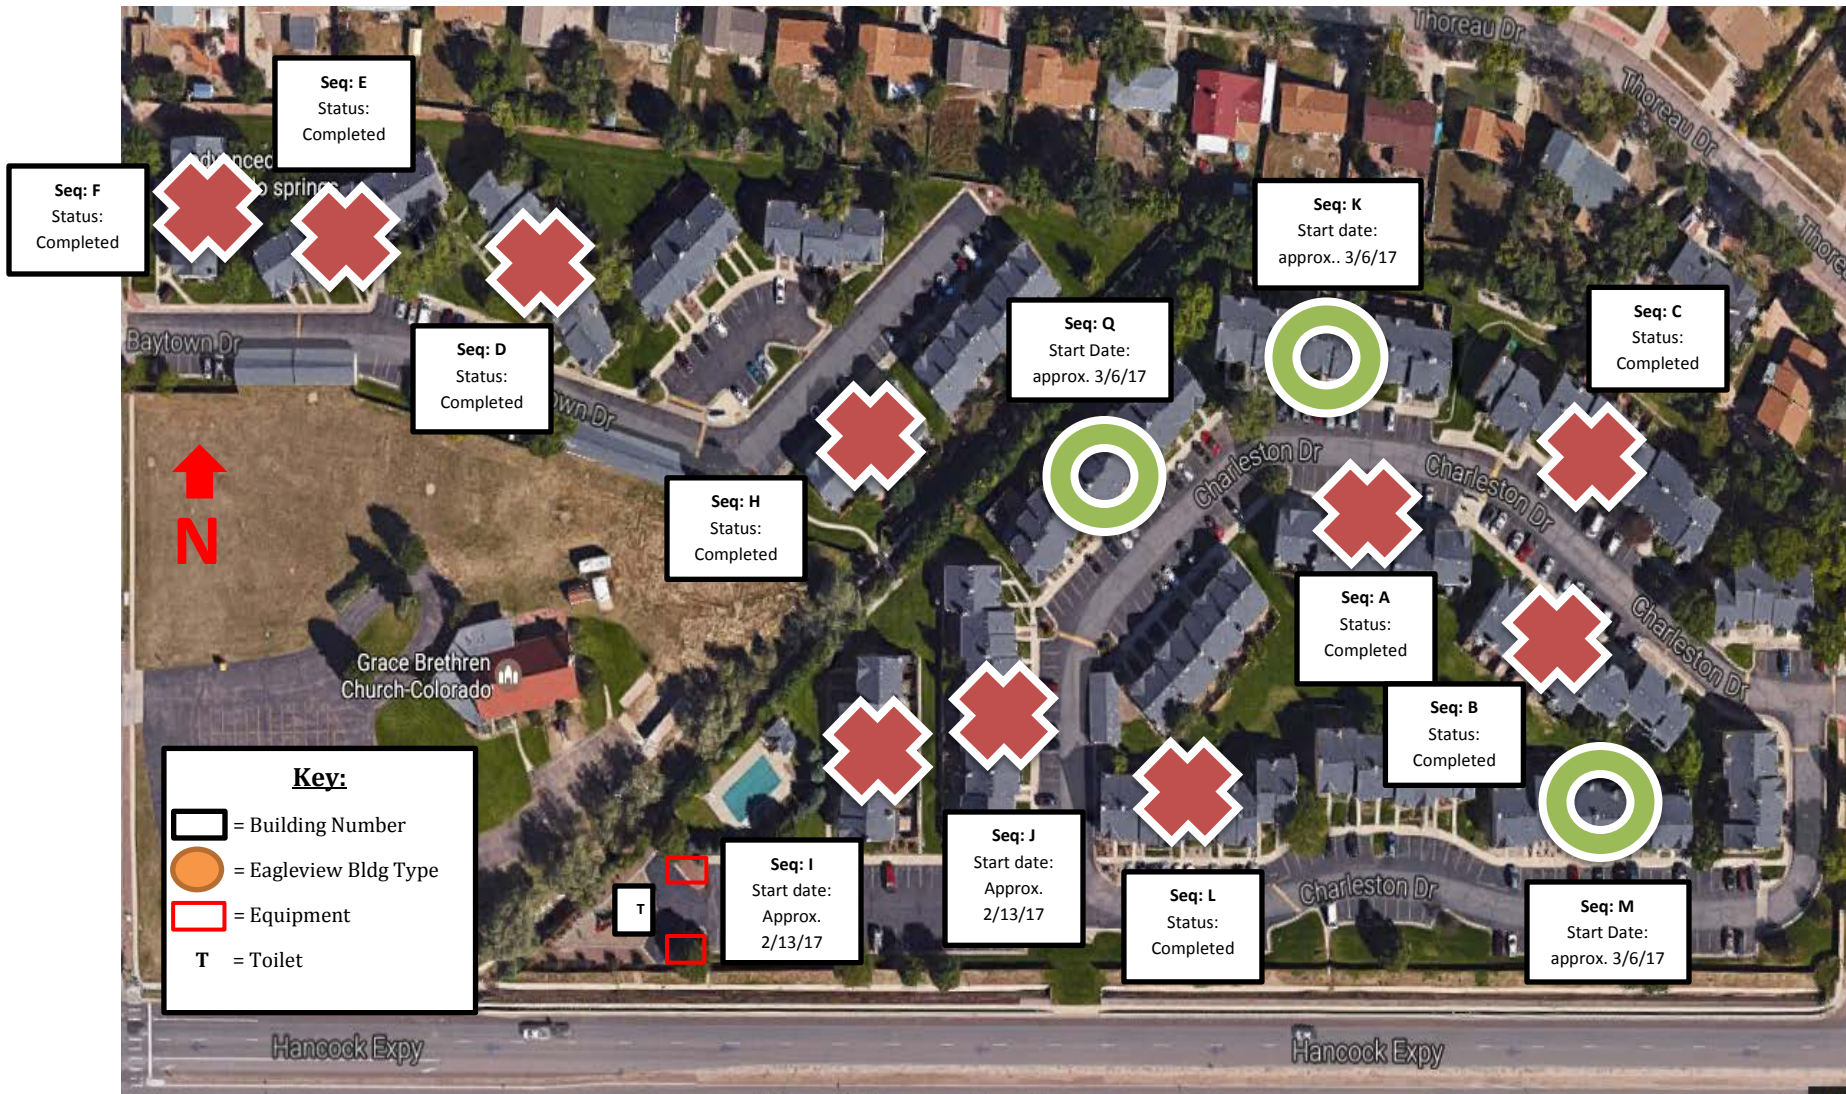 Thoreau Dr
Thoreau Dr
Seq: E
Status:
Completed
Seq: F
Status:
Completed
springs
Seq: K
Start date:
approx.. 3/6/17
Seq: Q
Start Date:
approx. 3/6/17
Seq: C
Status:
Completed
Baytown Dr
Seq: D
Status:
Completed
Seq: H
Status:
Completed
N
Charleston Dr
Charleston Dr
Charleston Dr
Seq: A
Status:
Completed
Grace Brethren
Church-Colorado
Seq: B
Status:
Completed
Key:
= Building Number
= Eagleview Bldg Type
= Equipment
T = Toilet
T
Seq: I
Start date:
Approx.
2/13/17
Seq: J
Start date:
Approx.
2/13/17
Seq: L
Status:
Completed
Charleston Dr
Seq: M
Start Date:
approx. 3/6/17
Hancock Expy
Hancock Expy